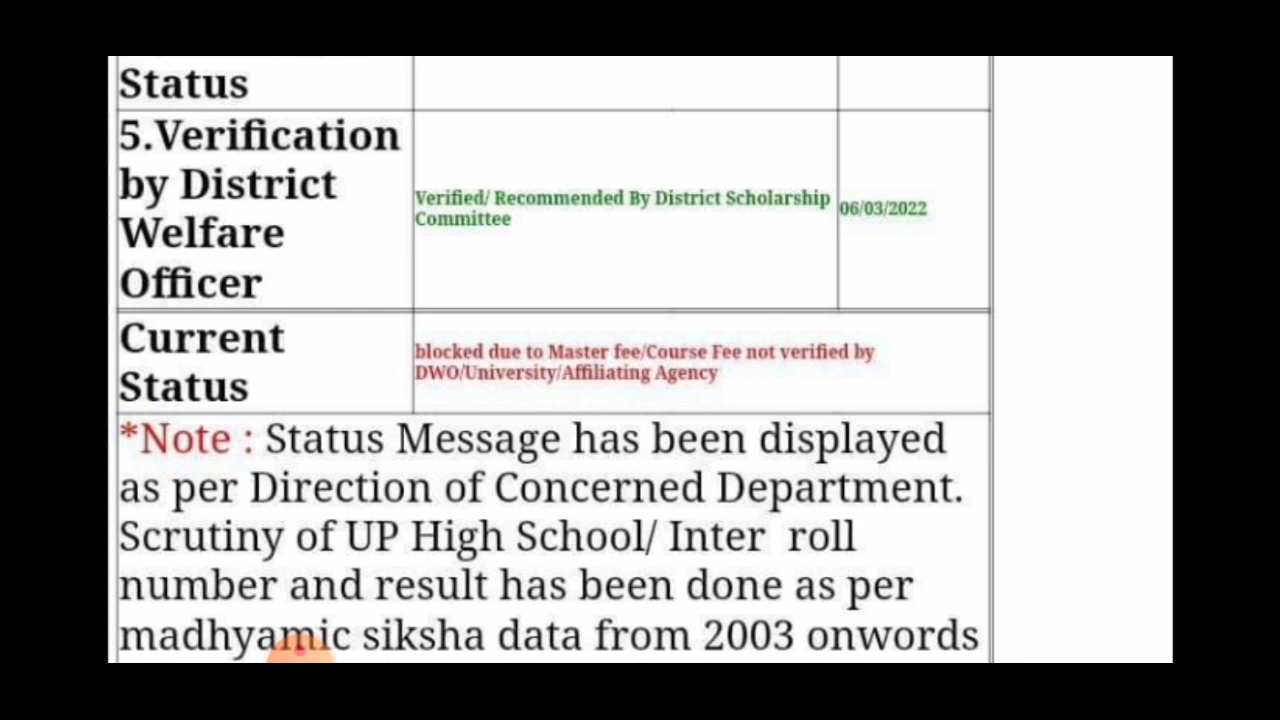 Status
5.Verification
by District
Welfare
Officer
Verified/ Recommended By District Scholarship
Committee
06/03/2022
Current
Status
blocked due to Master fee/Course Fee not verified by
DWO/University/Affiliating Agency
*Note : Status Message has been displayed
as per Direction of Concerned Department.
Scrutiny of UP High School/ Inter roll
number and result has been done as per
madhyamic siksha data from 2003 onwords